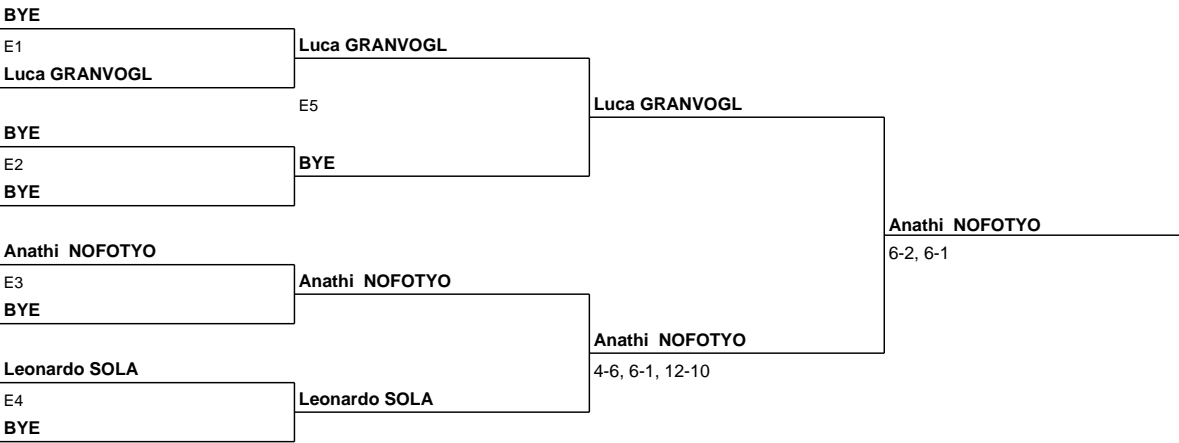 BYE
E1
Luca GRANVOGL
Luca GRANVOGL
E5
Luca GRANVOGL
BYE
E2
BYE
BYE
Anathi NOFOTYO
6-2, 6-1
Anathi NOFOTYO
E3
BYE
Anathi NOFOTYO
Anathi NOFOTYO
4-6, 6-1, 12-10
Leonardo SOLA
E4
BYE
Leonardo SOLA